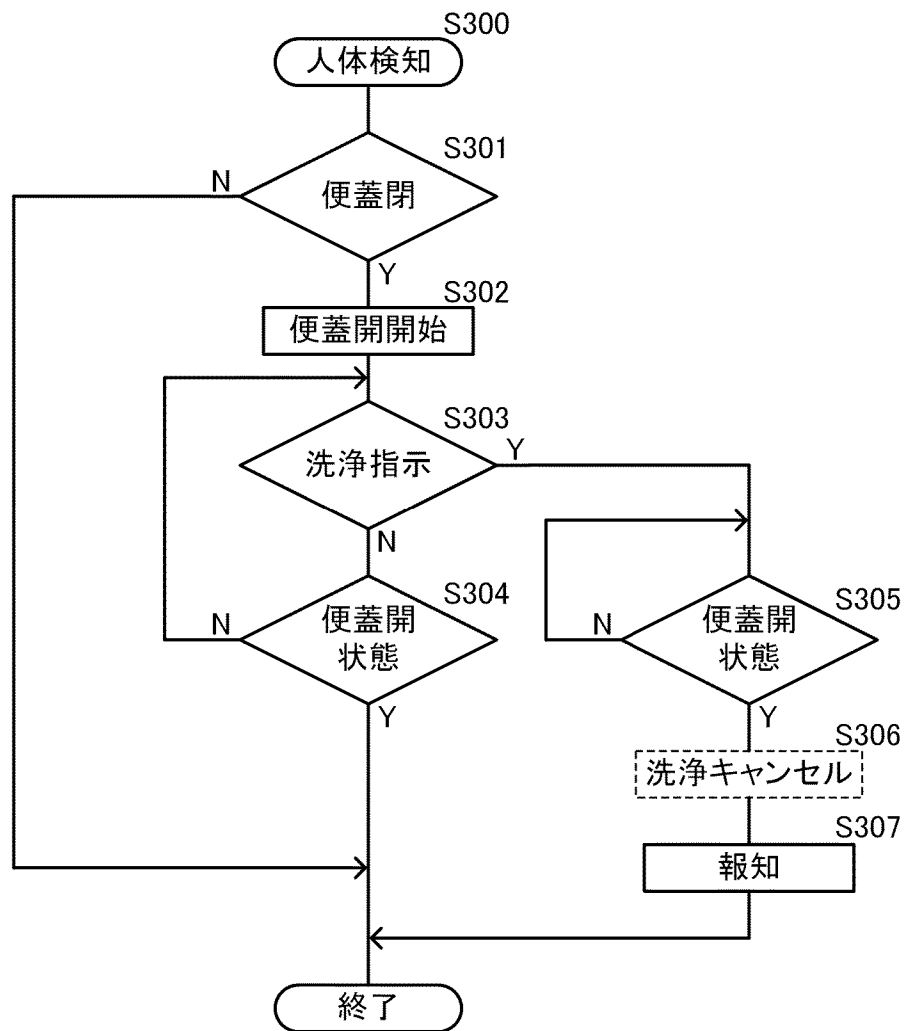 S300
人体検知
S301
N
便蓋閉
Y
S302
便蓋開開始
S303
Y
洗浄指示
N
S304
N
便蓋開
状態
Y
S305
N
便蓋開
状態
Y
S306
洗浄キャンセル
S307
報知
終了